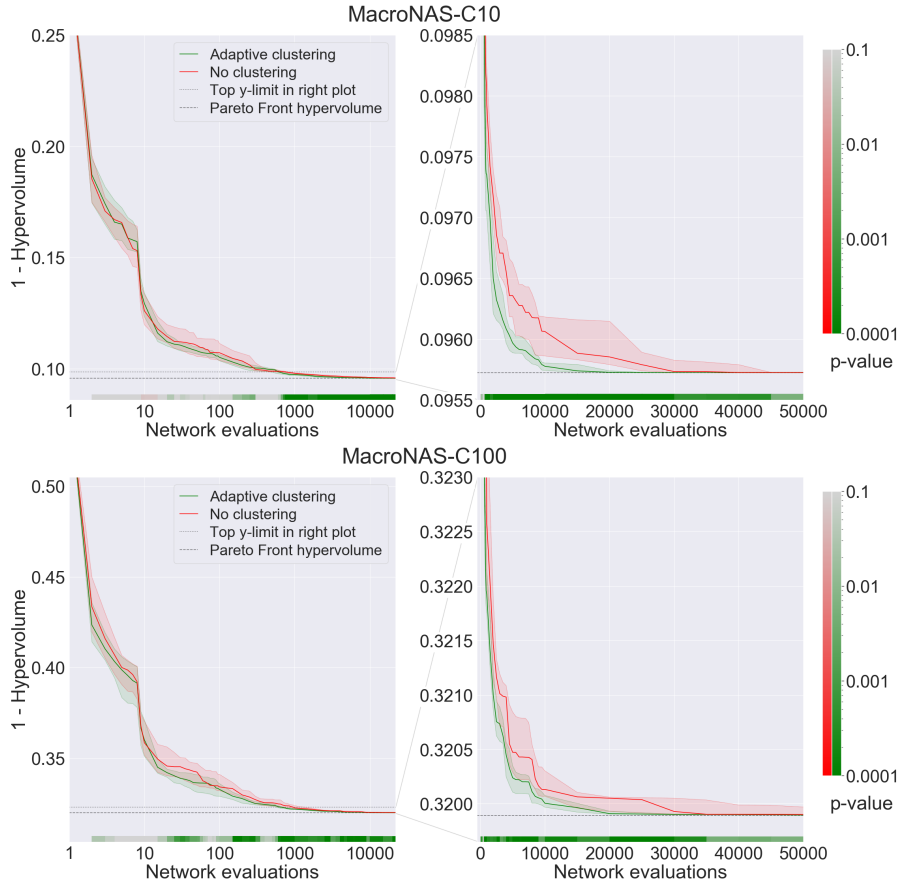 MacroNAS-C10
0.25
0.20
0.15
0.10
1 - Hypervolume
Adaptive clustering
No clustering
Top y-limit in right plot
Pareto Front hypervolume
1 10 100 1000 10000
Network evaluations
0.0985
0.0980
0.0975
0.0970
0.0965
0.0960
0.0955
0 10000 20000 30000 40000 50000
Network evaluations
0.1
0.01
0.001
0.0001
p-value
MacroNAS-C100
0.50
0.45
0.40
0.35
1 - Hypervolume
Adaptive clustering
No clustering
Top y-limit in right plot
Pareto Front hypervolume
1 10 100 1000 10000
Network evaluations
0.3230
0.3225
0.3220
0.3215
0.3210
0.3205
0.3200
0 10000 20000 30000 40000 50000
Network evaluations
0.1
0.01
0.001
0.0001
p-value